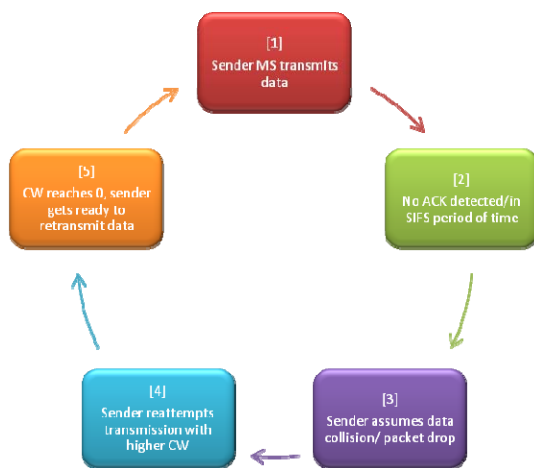 [1]
Sender MS transmits
data
[2]
No ACK detected/in
SIFS period of time
[3]
Sender assumes data
collision/ packet drop
[4]
Sender reattempts
transmission with
higher CW
[5]
CW reaches 0, sender
gets ready to
retransmit data